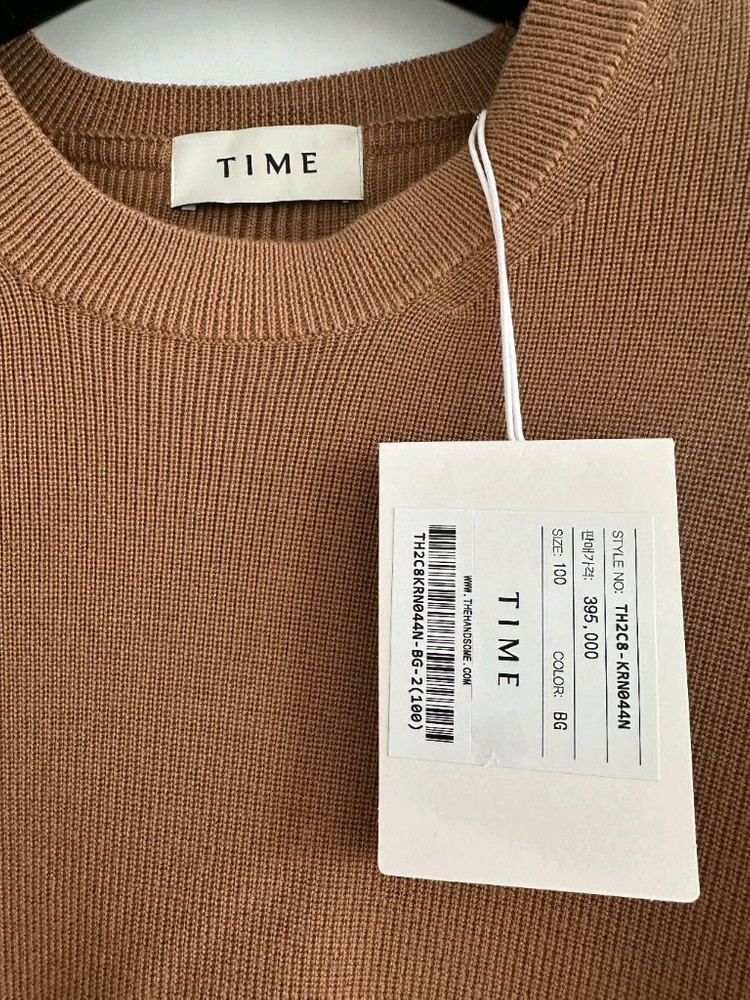 TIME
STYLE NO: TH2C8-KRN044N
판매가격: 395,000
SIZE: 100 COLOR: BG
TIME
WWW.THEHANDSOME.COM
TH2C8KRN044N-BG-2(100)